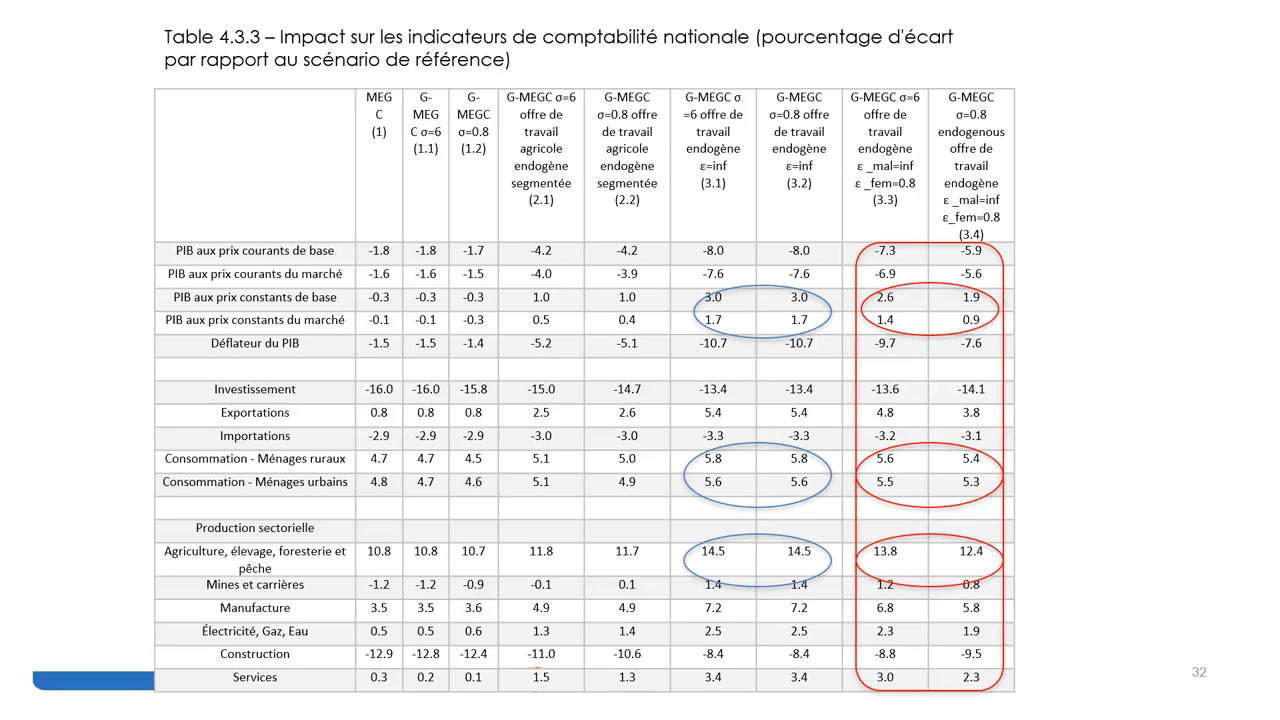 Table 4.3.3 – Impact sur les indicateurs de comptabilité nationale (pourcentage d'écart
par rapport au scénario de référence)
MEG C (1) G- MEG C σ=6 (1.1) G- MEGC σ=0.8 (1.2) G-MEGC σ=6 offre de travail agricole endogène segmentée (2.1) G-MEGC σ=0.8 offre de travail agricole endogène segmentée (2.2) G-MEGC σ =6 offre de travail endogène ε=inf (3.1) G-MEGC σ=0.8 offre de travail endogène ε=inf (3.2) G-MEGC σ=6 offre de travail endogène ε _mal=inf ε _fem=0.8 (3.3) G-MEGC σ=0.8 endogenous offre de travail endogène ε _mal=inf ε_fem=0.8 (3.4)
PIB aux prix courants de base -1.8 -1.8 -1.7 -4.2 -4.2 -8.0 -8.0 -7.3 -5.9
PIB aux prix courants du marché -1.6 -1.6 -1.5 -4.0 -3.9 -7.6 -7.6 -6.9 -5.6
PIB aux prix constants de base -0.3 -0.3 -0.3 1.0 1.0 3.0 3.0 2.6 1.9
PIB aux prix constants du marché -0.1 -0.1 -0.3 0.5 0.4 1.7 1.7 1.4 0.9
Déflateur du PIB -1.5 -1.5 -1.4 -5.2 -5.1 -10.7 -10.7 -9.7 -7.6
Investissement -16.0 -16.0 -15.8 -15.0 -14.7 -13.4 -13.4 -13.6 -14.1
Exportations 0.8 0.8 0.8 2.5 2.6 5.4 5.4 4.8 3.8
Importations -2.9 -2.9 -2.9 -3.0 -3.0 -3.3 -3.3 -3.2 -3.1
Consommation - Ménages ruraux 4.7 4.7 4.5 5.1 5.0 5.8 5.8 5.6 5.4
Consommation - Ménages urbains 4.8 4.7 4.6 5.1 4.9 5.6 5.6 5.5 5.3
Production sectorielle
Agriculture, élevage, foresterie et pêche 10.8 10.8 10.7 11.8 11.7 14.5 14.5 13.8 12.4
Mines et carrières -1.2 -1.2 -0.9 -0.1 0.1 1.4 1.4 1.2 0.8
Manufacture 3.5 3.5 3.6 4.9 4.9 7.2 7.2 6.8 5.8
Électricité, Gaz, Eau 0.5 0.5 0.6 1.3 1.4 2.5 2.5 2.3 1.9
Construction -12.9 -12.8 -12.4 -11.0 -10.6 -8.4 -8.4 -8.8 -9.5
Services 0.3 0.2 0.1 1.5 1.3 3.4 3.4 3.0 2.3
32